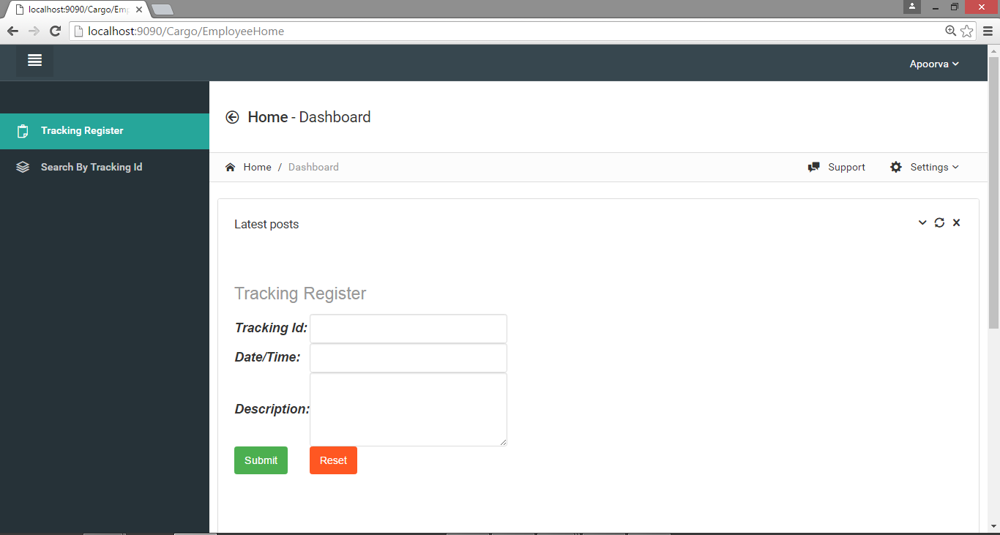 localhost:9090/Cargo/Emp
localhost:9090/Cargo/EmployeeHome
Apoorva
Tracking Register
Search By Tracking Id
Home - Dashboard
Home / Dashboard
Support
Settings
Latest posts
Tracking Register
Tracking Id:
Date/Time:
Description:
Submit
Reset